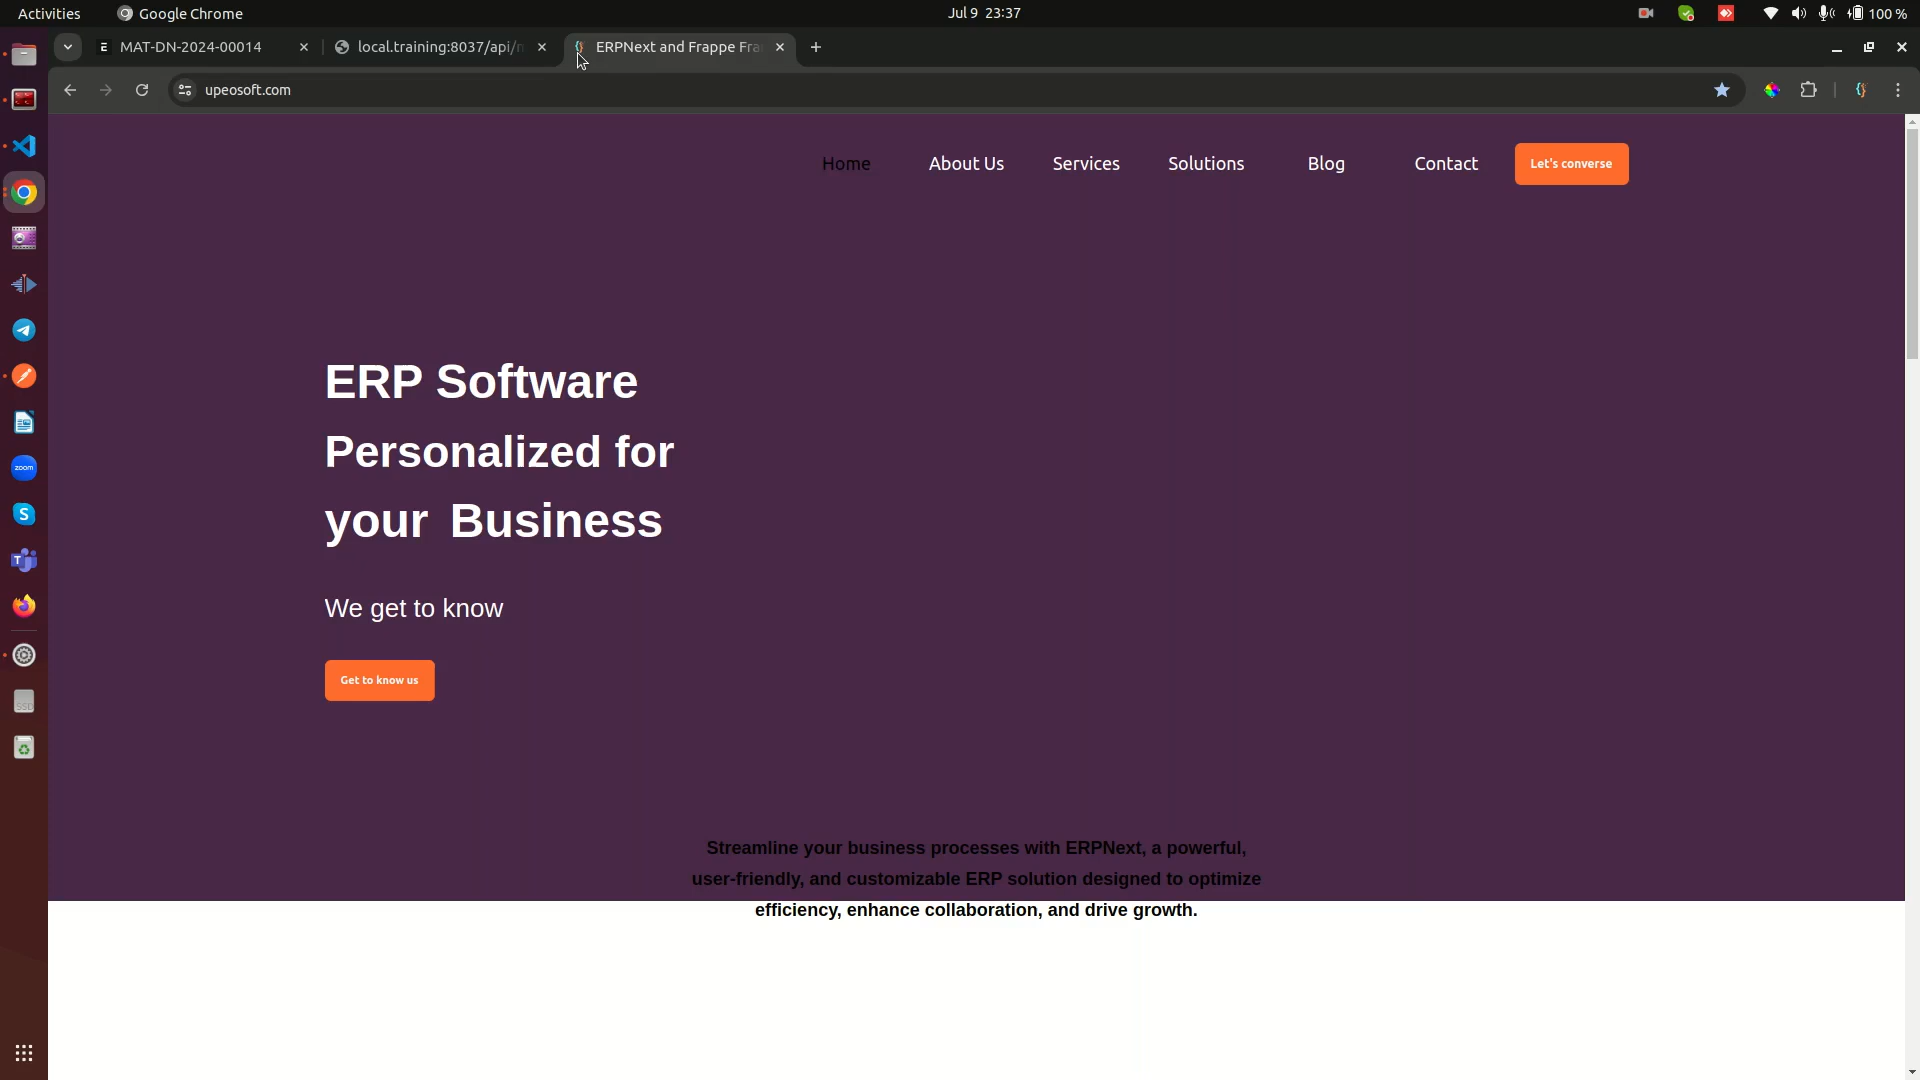 Activities
Google Chrome
Jul 9 23:37
100 %
E MAT-DN-2024-00014
local.training:8037/api/
ERPNext and Frappe Fra
upeosoft.com
Home
About Us
Services
Solutions
Blog
Contact
Let's converse
ERP Software
Personalized for
your Business
We get to know
Get to know us
Streamline your business processes with ERPNext, a powerful,
user-friendly, and customizable ERP solution designed to optimize
efficiency, enhance collaboration, and drive growth.
zoom
S
T
SSD